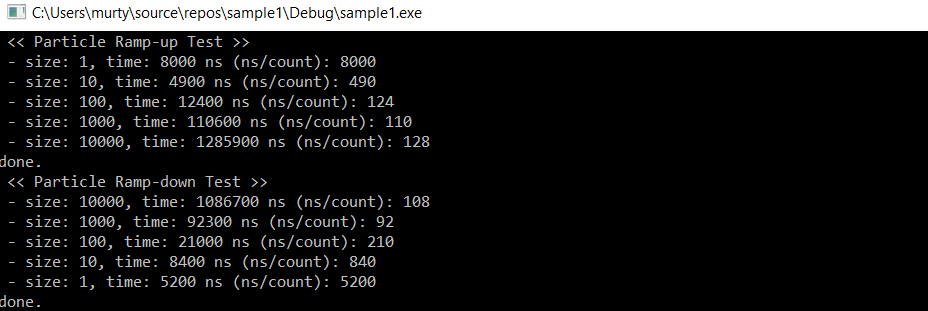 C:\Users\murty\source\repos\sample1\Debug\sample1.exe
<< Particle Ramp-up Test >>
- size: 1, time: 8000 ns (ns/count): 8000
- size: 10, time: 4900 ns (ns/count): 490
- size: 100, time: 12400 ns (ns/count): 124
- size: 1000, time: 110600 ns (ns/count): 110
- size: 10000, time: 1285900 ns (ns/count): 128
done.
<< Particle Ramp-down Test >>
- size: 10000, time: 1086700 ns (ns/count): 108
- size: 1000, time: 92300 ns (ns/count): 92
- size: 100, time: 21000 ns (ns/count): 210
- size: 10, time: 8400 ns (ns/count): 840
- size: 1, time: 5200 ns (ns/count): 5200
done.